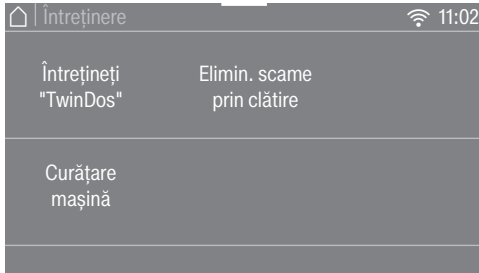 Întreținere
11:02
Întrețineți
"TwinDos"
Elimin. scame
prin clătire
Curățare
mașină